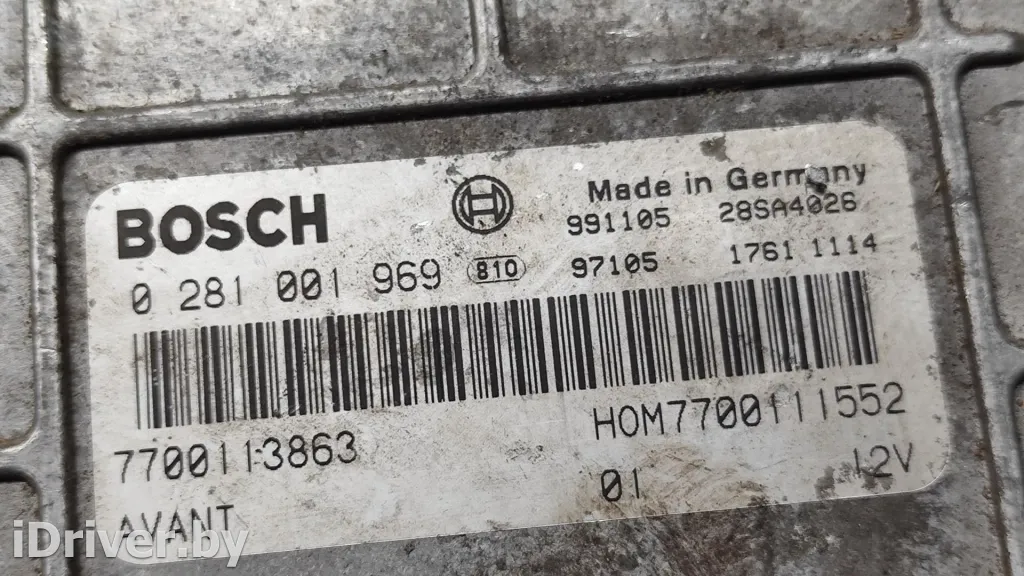 BOSCH
Made in Germany
991105 28SA4026
0 281 001 969 810 97105 1761 1114
7700113863 HOM7700111552
AVANT 01 12V
iDriver.by